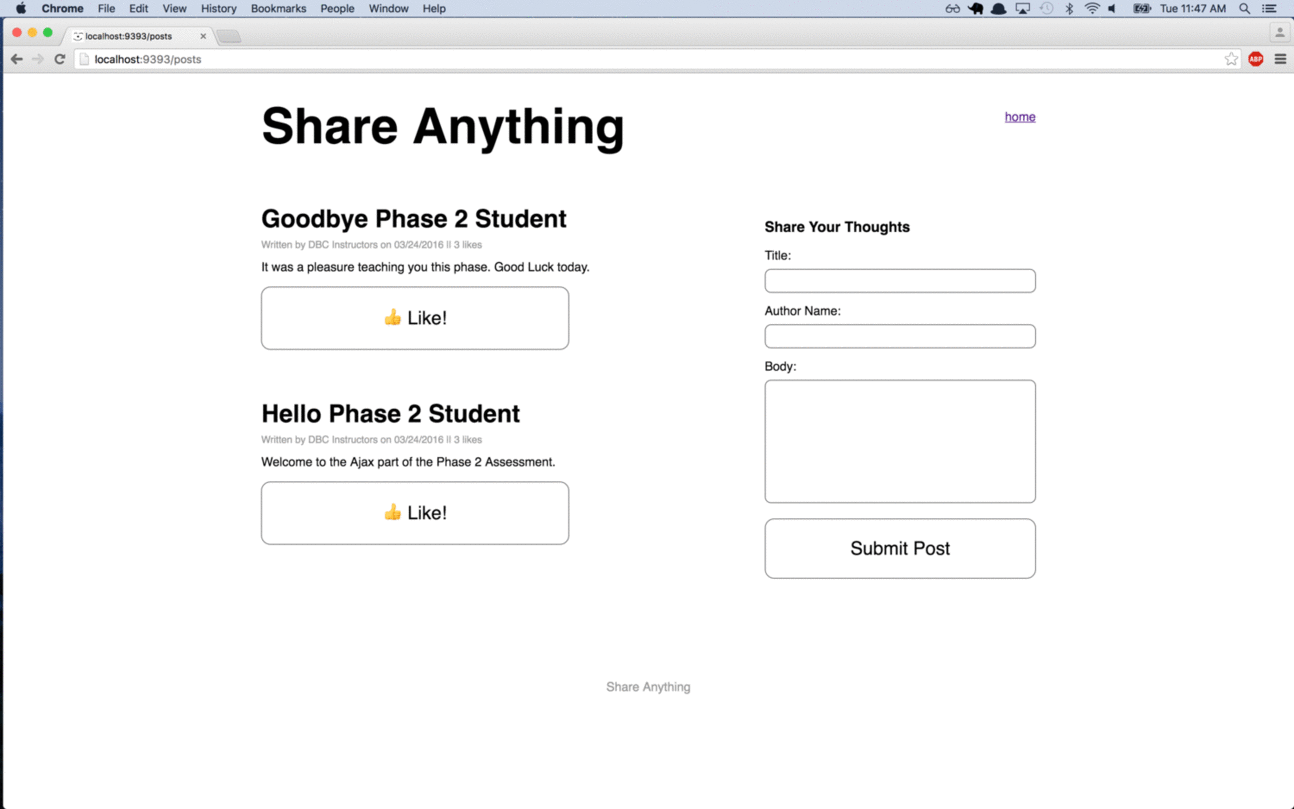 Chrome File Edit View History Bookmarks People Window Help Tue 11:47 AM
localhost:9393/posts
localhost:9393/posts
ABP
Share Anything
home
Goodbye Phase 2 Student
Written by DBC Instructors on 03/24/2016 || 3 likes
It was a pleasure teaching you this phase. Good Luck today.
👍 Like!
Hello Phase 2 Student
Written by DBC Instructors on 03/24/2016 || 3 likes
Welcome to the Ajax part of the Phase 2 Assessment.
👍 Like!
Share Your Thoughts
Title:
Author Name:
Body:
Submit Post
Share Anything